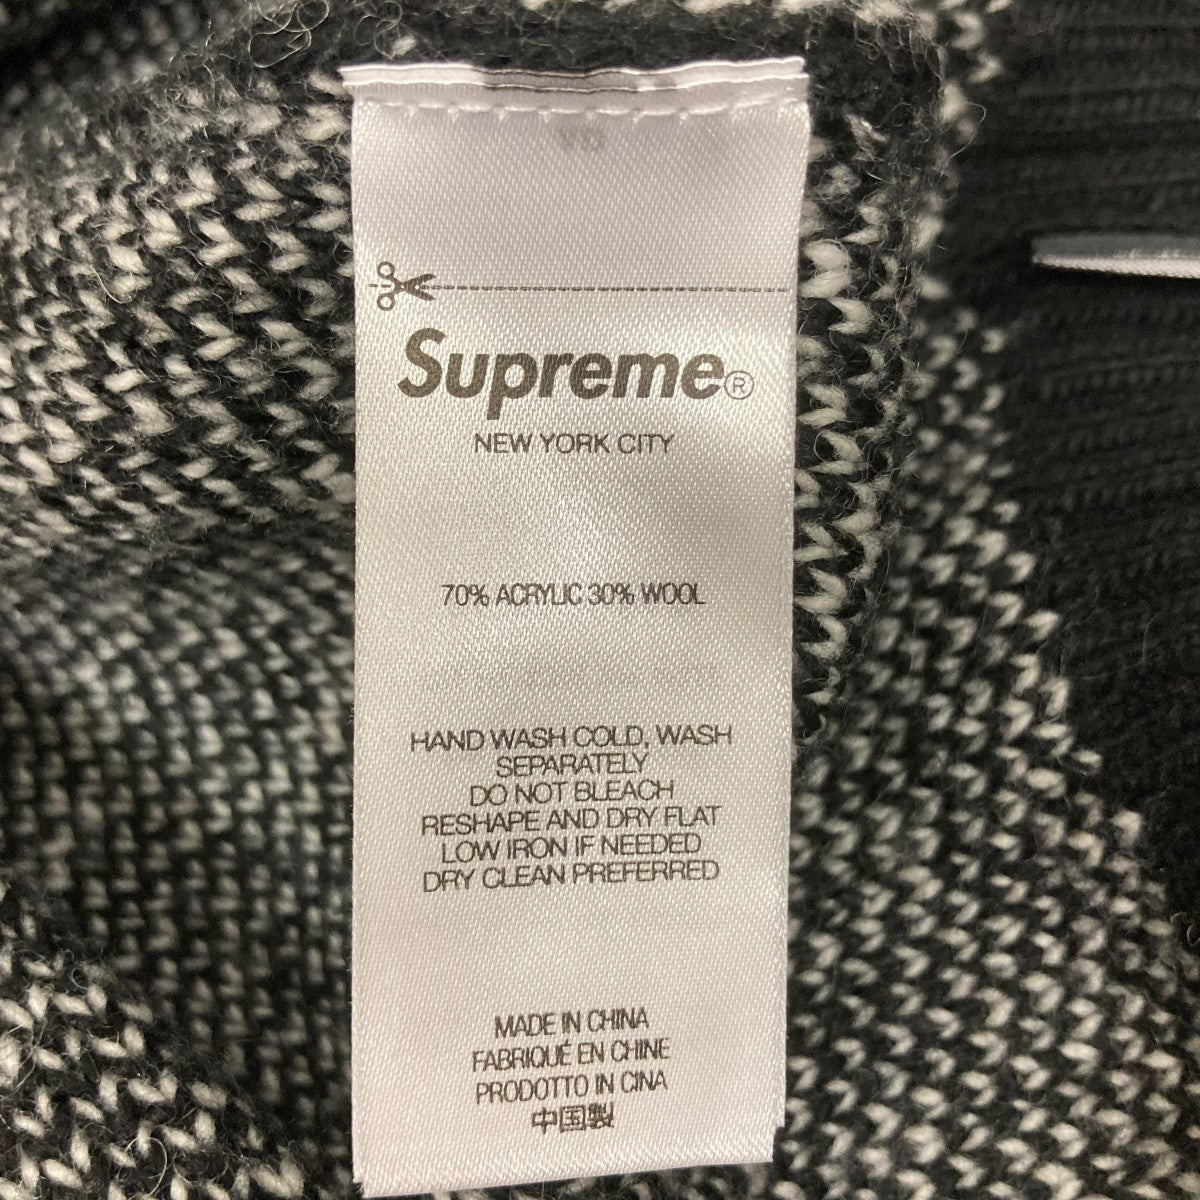 Supreme®
NEW YORK CITY
70% ACRYLIC 30% WOOL
HAND WASH COLD, WASH
SEPARATELY
DO NOT BLEACH
RESHAPE AND DRY FLAT
LOW IRON IF NEEDED
DRY CLEAN PREFERRED
MADE IN CHINA
FABRIQUÉ EN CHINE
PRODOTTO IN CINA
中国製